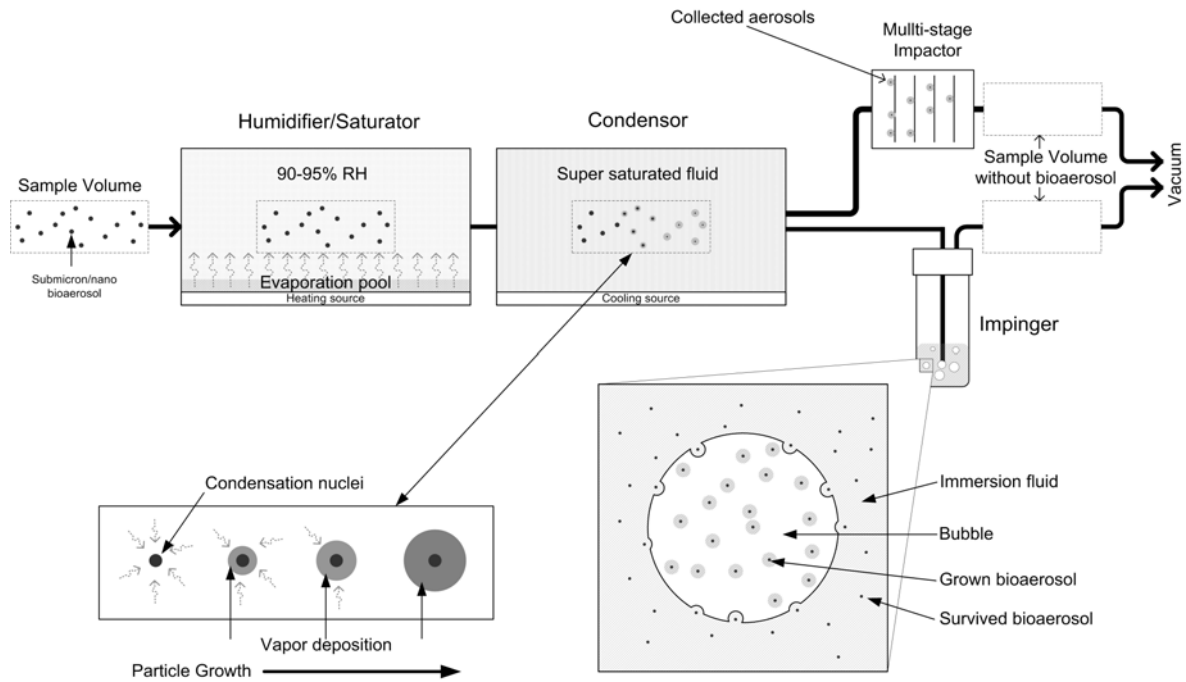 Collected aerosols
Mullti-stage
Impactor
Humidifier/Saturator
Condensor
Sample Volume
90-95% RH
Super saturated fluid
Sample Volume
without bioaerosol
Vacuum
Submicron/nano
bioaerosol
Evaporation pool
Heating source
Cooling source
Impinger
Condensation nuclei
Immersion fluid
Bubble
Grown bioaerosol
Survived bioaerosol
Vapor deposition
Particle Growth